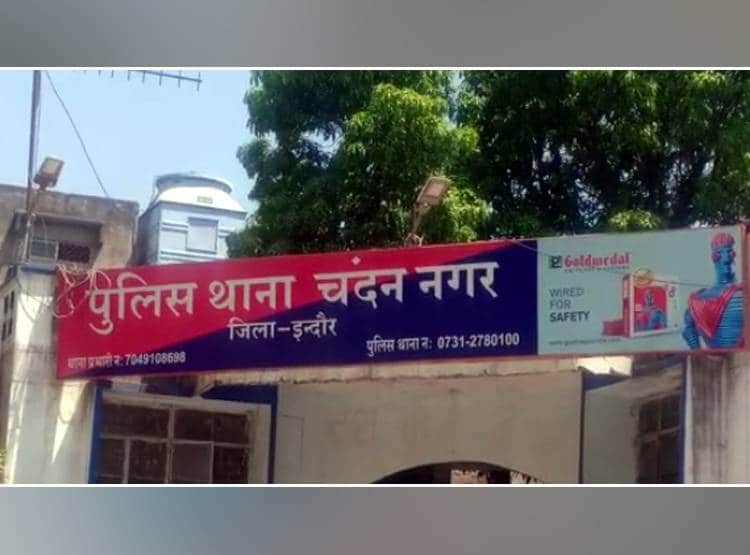 पुलिस थाना चंदन नगर
जिला-इन्दौर
थाना प्रभारी न: 7049108698
पुलिस थाना न: 0731-2780100
Goldmedal
WIRED
FOR
SAFETY